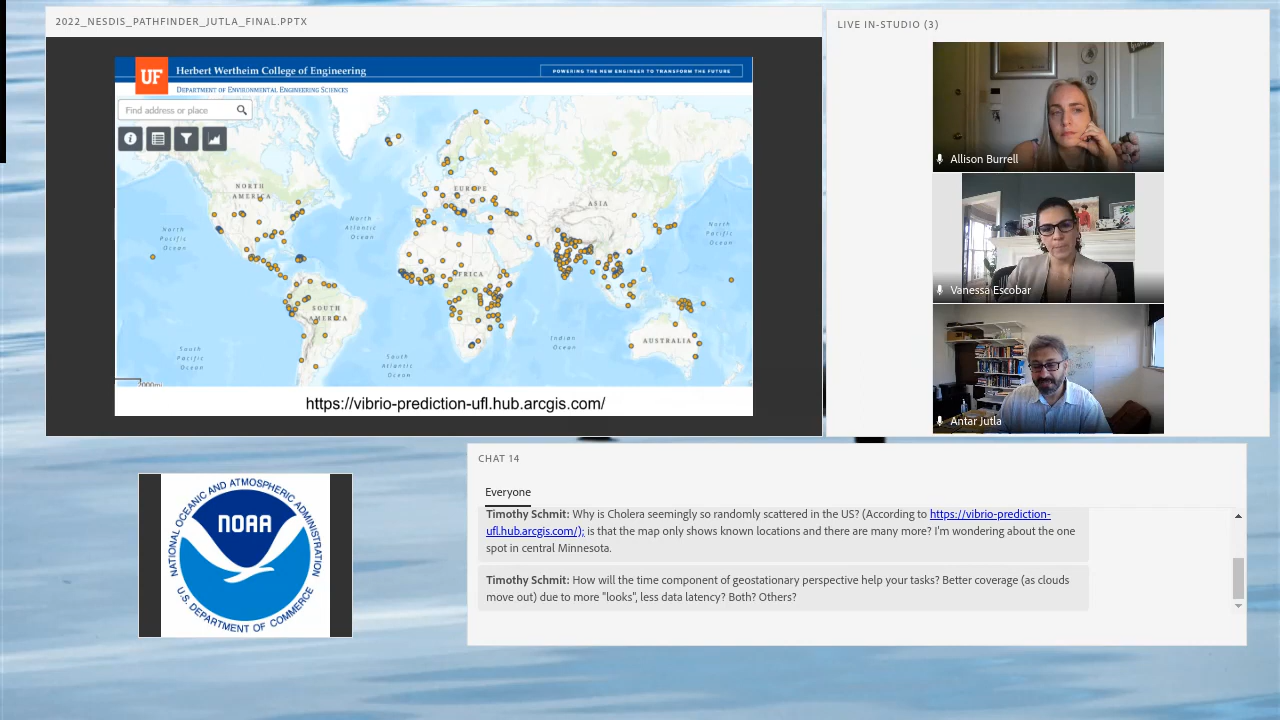 2022_NESDIS_PATHFINDER_JUTLA_FINAL.PPTX
UF
Herbert Wertheim College of Engineering
POWERING THE NEW ENGINEER TO TRANSFORM THE FUTURE
DEPARTMENT OF ENVIRONMENTAL ENGINEERING SCIENCES
Find address or place
NORTH
AMERICA
EUROPE
ASIA
North
Pacific
Ocean
North
Atlantic
Ocean
North
Pacific
Ocean
AFRICA
SOUTH
AMERICA
Indian
Ocean
AUSTRALIA
South
Pacific
Ocean
South
Atlantic
Ocean
https://vibrio-prediction-ufl.hub.arcgis.com/
LIVE IN-STUDIO (3)
Allison Burrell
Vanessa Escobar
Antar Jutla
NATIONAL OCEANIC AND ATMOSPHERIC ADMINISTRATION
NOAA
U.S. DEPARTMENT OF COMMERCE
CHAT 14
Everyone
Timothy Schmit: Why is Cholera seemingly so randomly scattered in the US? (According to https://vibrio-prediction-
ufl.hub.arcgis.com/); is that the map only shows known locations and there are many more? I'm wondering about the one
spot in central Minnesota.
Timothy Schmit: How will the time component of geostationary perspective help your tasks? Better coverage (as clouds
move out) due to more "looks", less data latency? Both? Others?